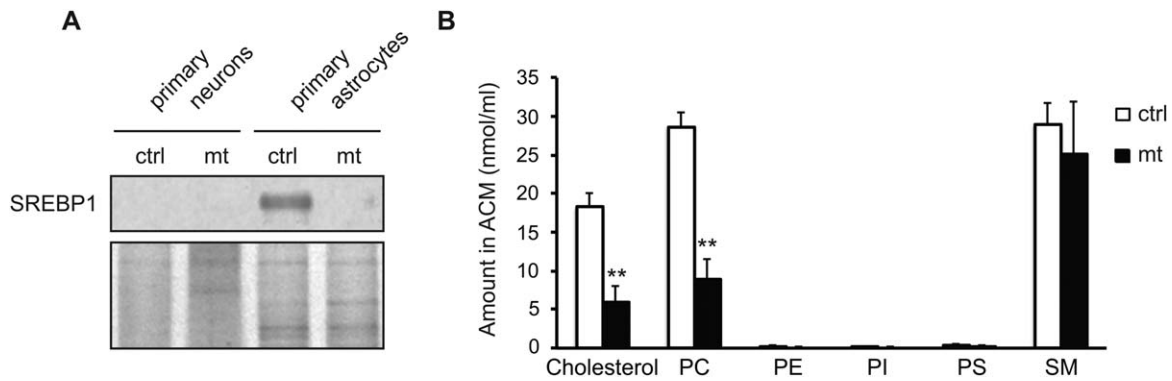 A
primary
neurons
primary
astrocytes
ctrl mt ctrl mt
SREBP1
B
Amount in ACM (nmol/ml)
35
30
25
20
15
10
5
0
**
**
Cholesterol PC PE PI PS SM
ctrl
mt